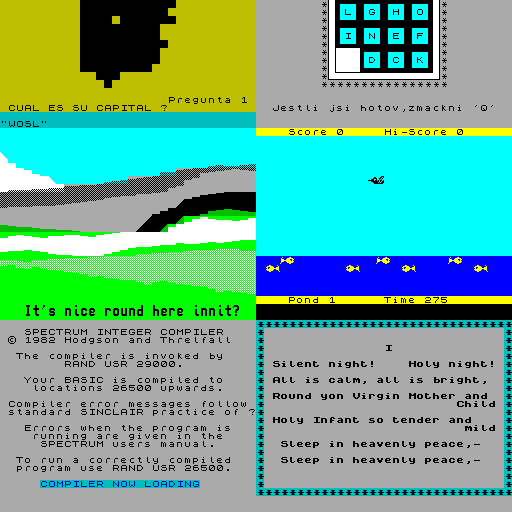 CUAL ES SU CAPITAL ?
Pregunta 1
"WOSL"
L G H O
I N E F
D C K
Jestli jsi hotov,zmackni 'Q'
It's nice round here innit?
Score 0 Hi-Score 0
Pond 1 Time 275
SPECTRUM INTEGER COMPILER
© 1982 Hodgson and Threlfall
The compiler is invoked by
RAND USR 29000.
Your BASIC is compiled to
locations 26500 upwards.
Compiler error messages follow
standard SINCLAIR practice of ?
Errors when the program is
running are given in the
SPECTRUM users manual.
To run a correctly compiled
program use RAND USR 26500.
COMPILER NOW LOADING
I
Silent night! Holy night!
All is calm, all is bright,
Round yon Virgin Mother and
Child
Holy Infant so tender and
Mild
Sleep in heavenly peace,-
Sleep in heavenly peace,-